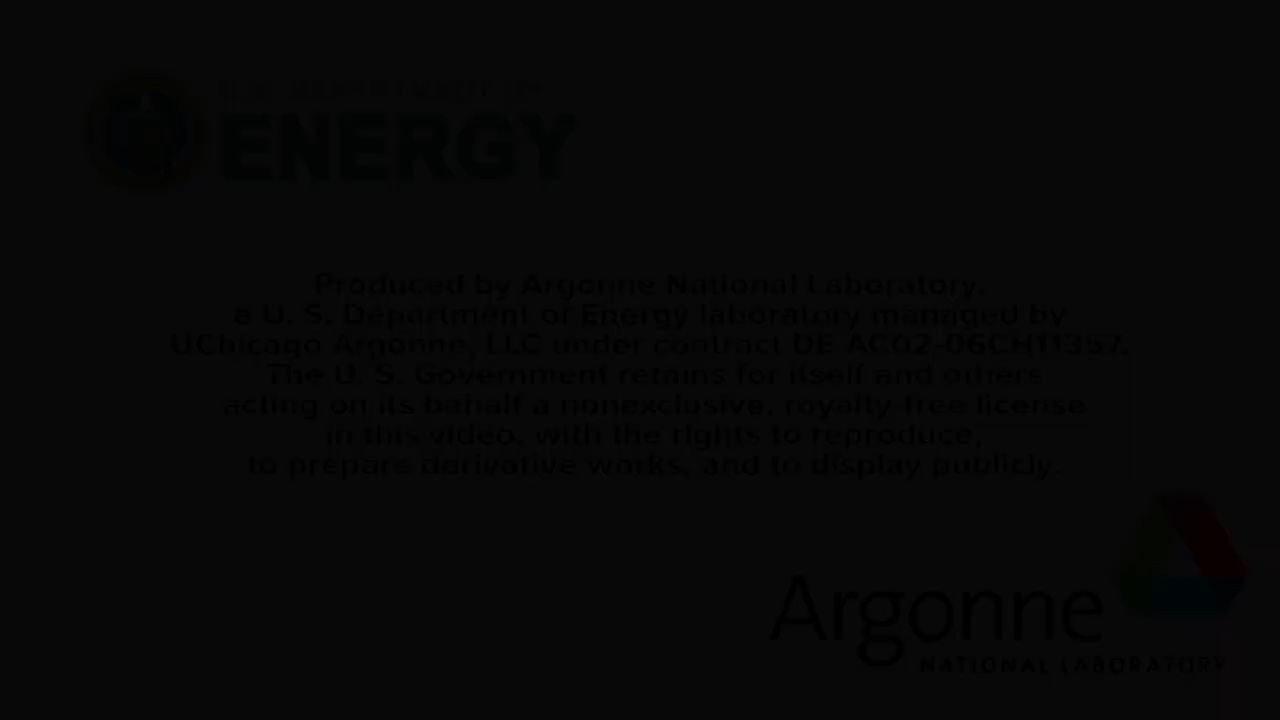 U.S. DEPARTMENT OF
ENERGY
Produced by Argonne National Laboratory,
a U. S. Department of Energy laboratory managed by
UChicago Argonne, LLC under contract DE-AC02-06CH11357.
The U. S. Government retains for itself and others
acting on its behalf a nonexclusive, royalty-free license
in this video, with the rights to reproduce,
to prepare derivative works, and to display publicly.
Argonne
NATIONAL LABORATORY